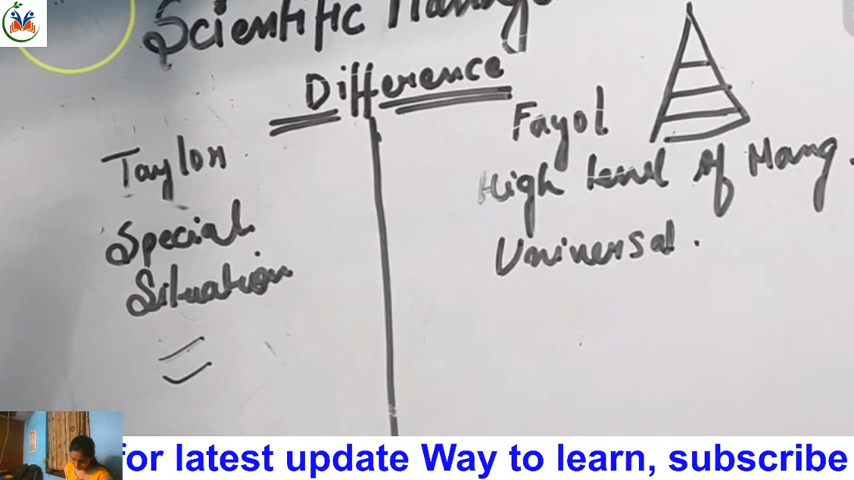 Scientific Manage
Difference
Taylor
Special
Situation
Fayol
High level of Mang.
Universal.
for latest update Way to learn, subscribe